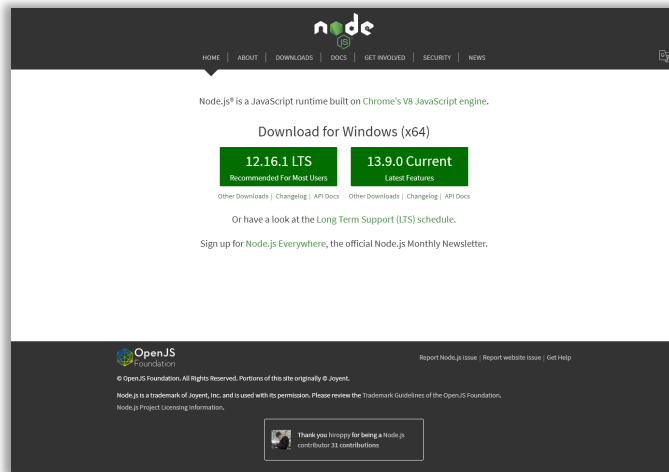 node
JS
HOME | ABOUT | DOWNLOADS | DOCS | GET INVOLVED | SECURITY | NEWS
Node.js® is a JavaScript runtime built on Chrome's V8 JavaScript engine.
Download for Windows (x64)
12.16.1 LTS
Recommended For Most Users
13.9.0 Current
Latest Features
Other Downloads | Changelog | API Docs
Other Downloads | Changelog | API Docs
Or have a look at the Long Term Support (LTS) schedule.
Sign up for Node.js Everywhere, the official Node.js Monthly Newsletter.
OpenJS
Foundation
Report Node.js issue | Report website issue | Get Help
© OpenJS Foundation. All Rights Reserved. Portions of this site originally © Joyent.
Node.js is a trademark of Joyent, Inc. and is used with its permission. Please review the Trademark Guidelines of the OpenJS Foundation.
Node.js Project Licensing Information.
Thank you hiroppy for being a Node.js
contributor 31 contributions